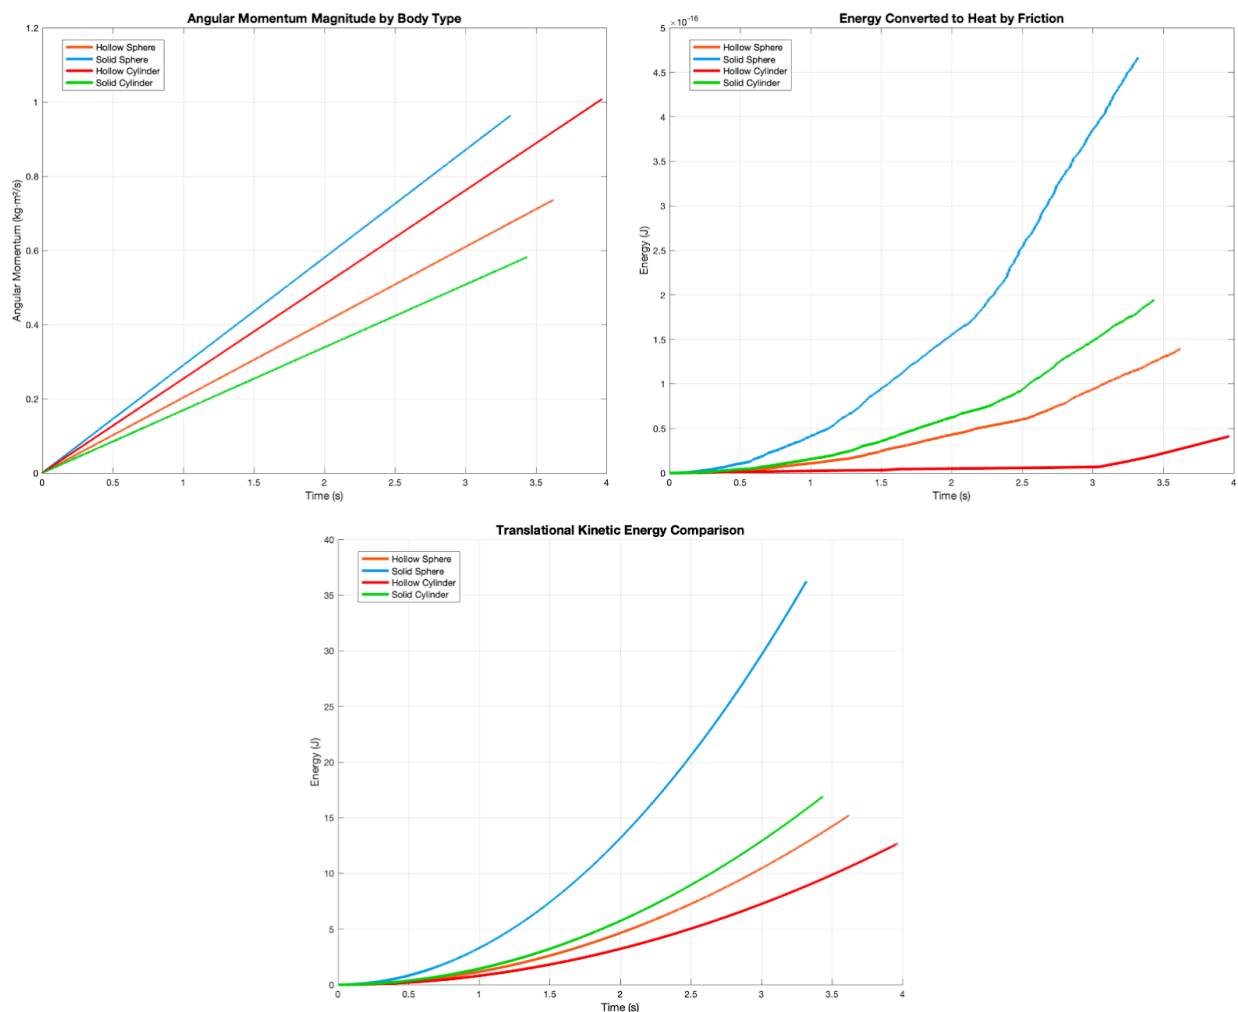 Angular Momentum Magnitude by Body Type
1.2
1
0.8
0.6
0.4
0.2
0
Angular Momentum (kg·m²/s)
Hollow Sphere
Solid Sphere
Hollow Cylinder
Solid Cylinder
0 0.5 1 1.5 2 2.5 3 3.5 4
Time (s)
Energy Converted to Heat by Friction
×10⁻¹⁶
5
4.5
4
3.5
3
2.5
2
1.5
1
0.5
0
Energy (J)
Hollow Sphere
Solid Sphere
Hollow Cylinder
Solid Cylinder
0 0.5 1 1.5 2 2.5 3 3.5 4
Time (s)
Translational Kinetic Energy Comparison
40
35
30
25
20
15
10
5
0
Energy (J)
Hollow Sphere
Solid Sphere
Hollow Cylinder
Solid Cylinder
0 0.5 1 1.5 2 2.5 3 3.5 4
Time (s)